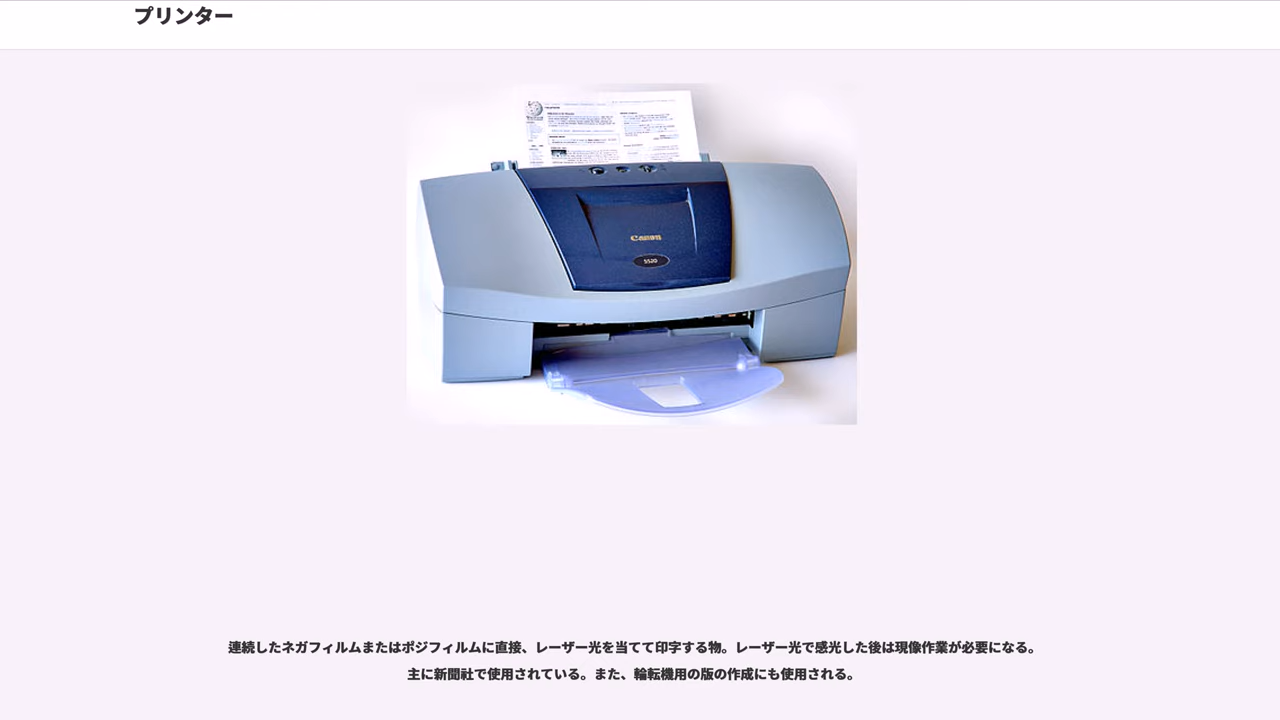 プリンター
Canon
S520
連続したネガフィルムまたはポジフィルムに直接、レーザー光を当てて印字する物。レーザー光で感光した後は現像作業が必要になる。
主に新聞社で使用されている。また、輪転機用の版の作成にも使用される。